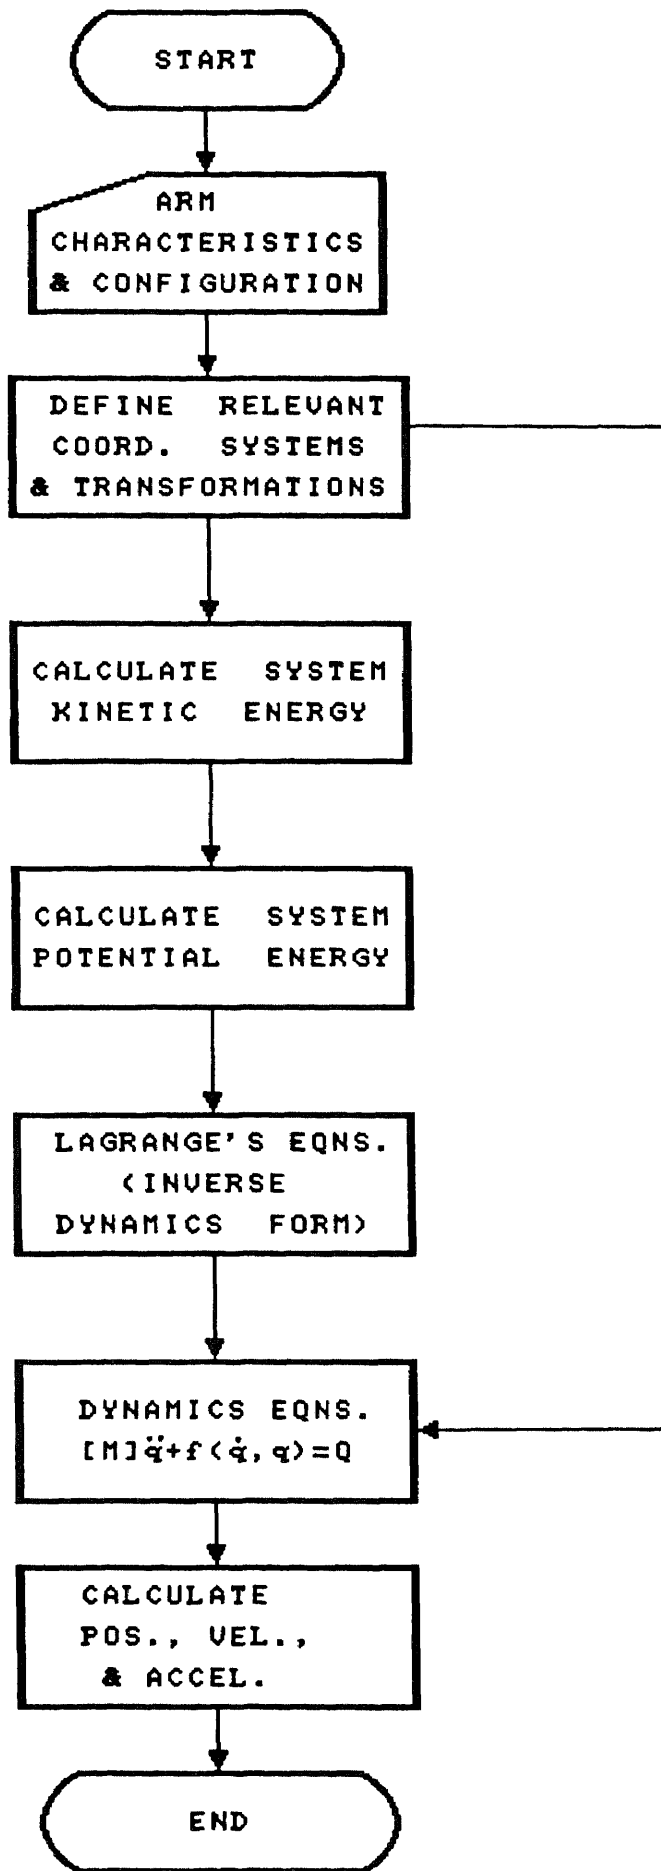 START
ARM
CHARACTERISTICS
& CONFIGURATION
DEFINE RELEVANT
COORD. SYSTEMS
& TRANSFORMATIONS
CALCULATE SYSTEM
KINETIC ENERGY
CALCULATE SYSTEM
POTENTIAL ENERGY
LAGRANGE'S EQNS.
(INVERSE
DYNAMICS FORM)
DYNAMICS EQNS.
[M]q̈+f(q̇,q)=Q
CALCULATE
POS., VEL.,
& ACCEL.
END